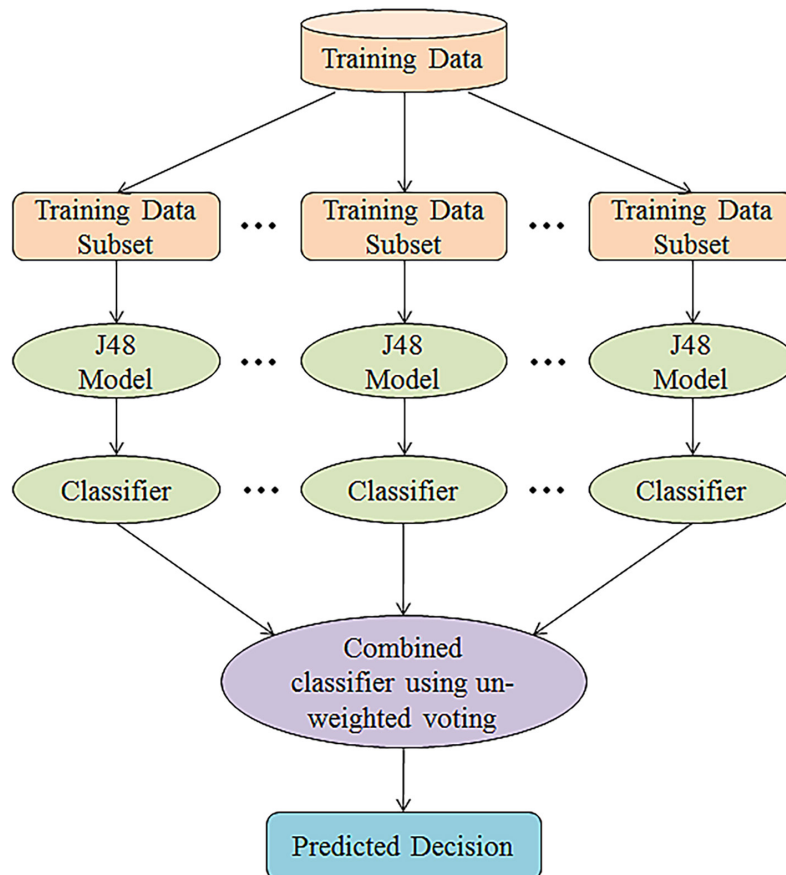 Training Data
Training Data
Subset
Training Data
Subset
Training Data
Subset
J48
Model
J48
Model
J48
Model
Classifier
Classifier
Classifier
Combined
classifier using un-
weighted voting
Predicted Decision